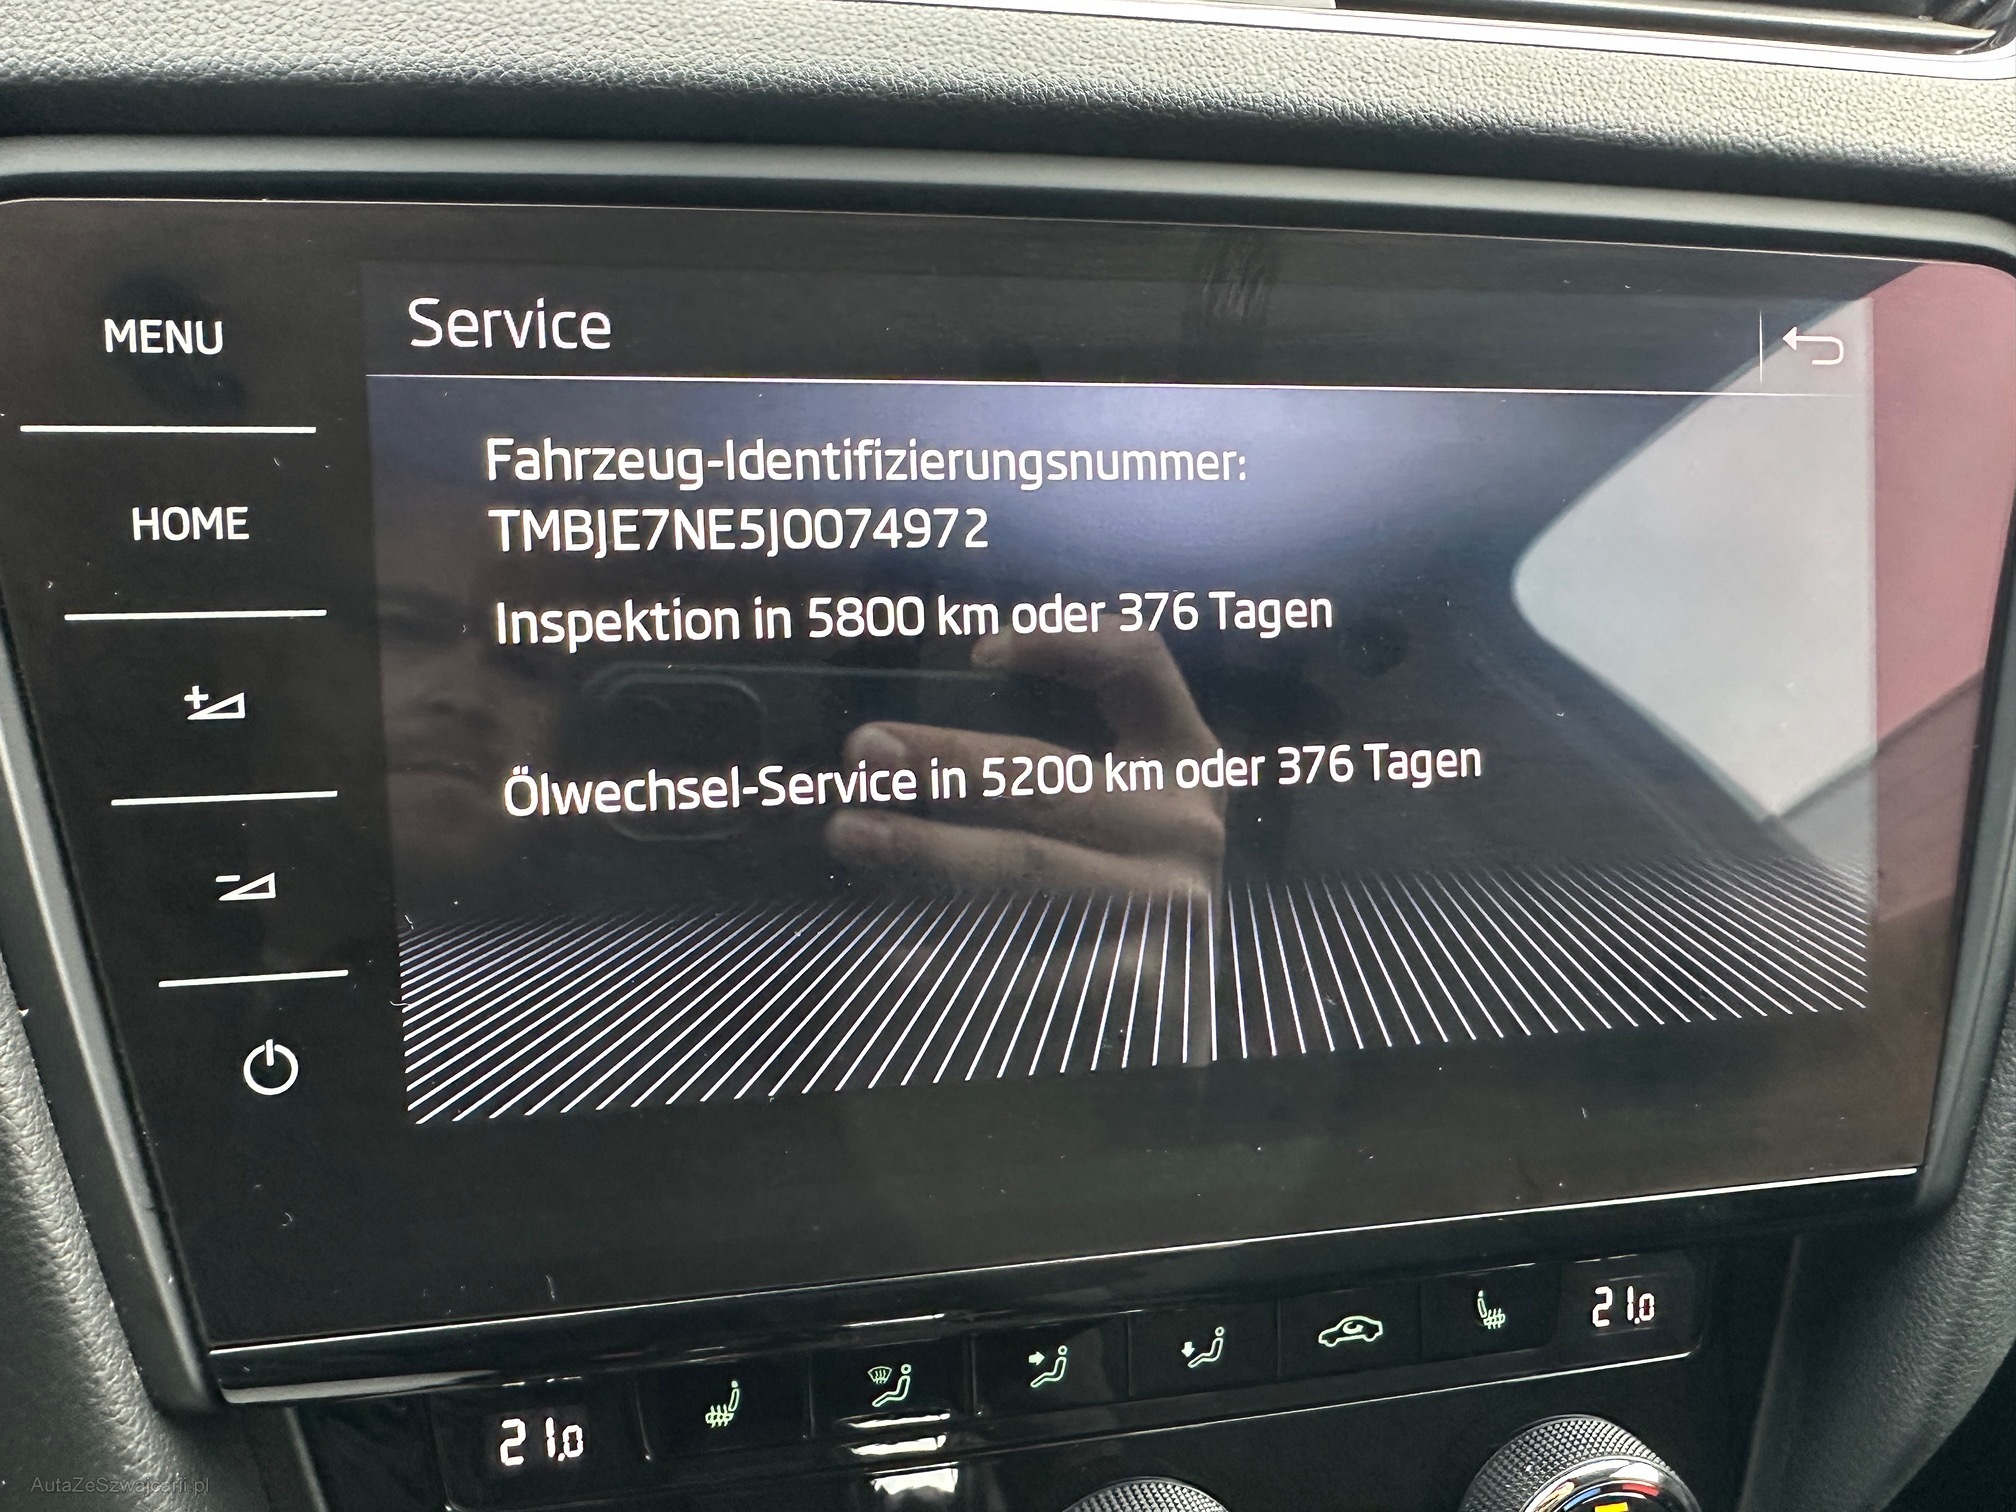 Service
MENU
Fahrzeug-Identifizierungsnummer:
TMBJE7NE5J0074972
HOME
Inspektion in 5800 km oder 376 Tagen
Ölwechsel-Service in 5200 km oder 376 Tagen
21.0
21.0
AutaZeSzwajcarii.pl